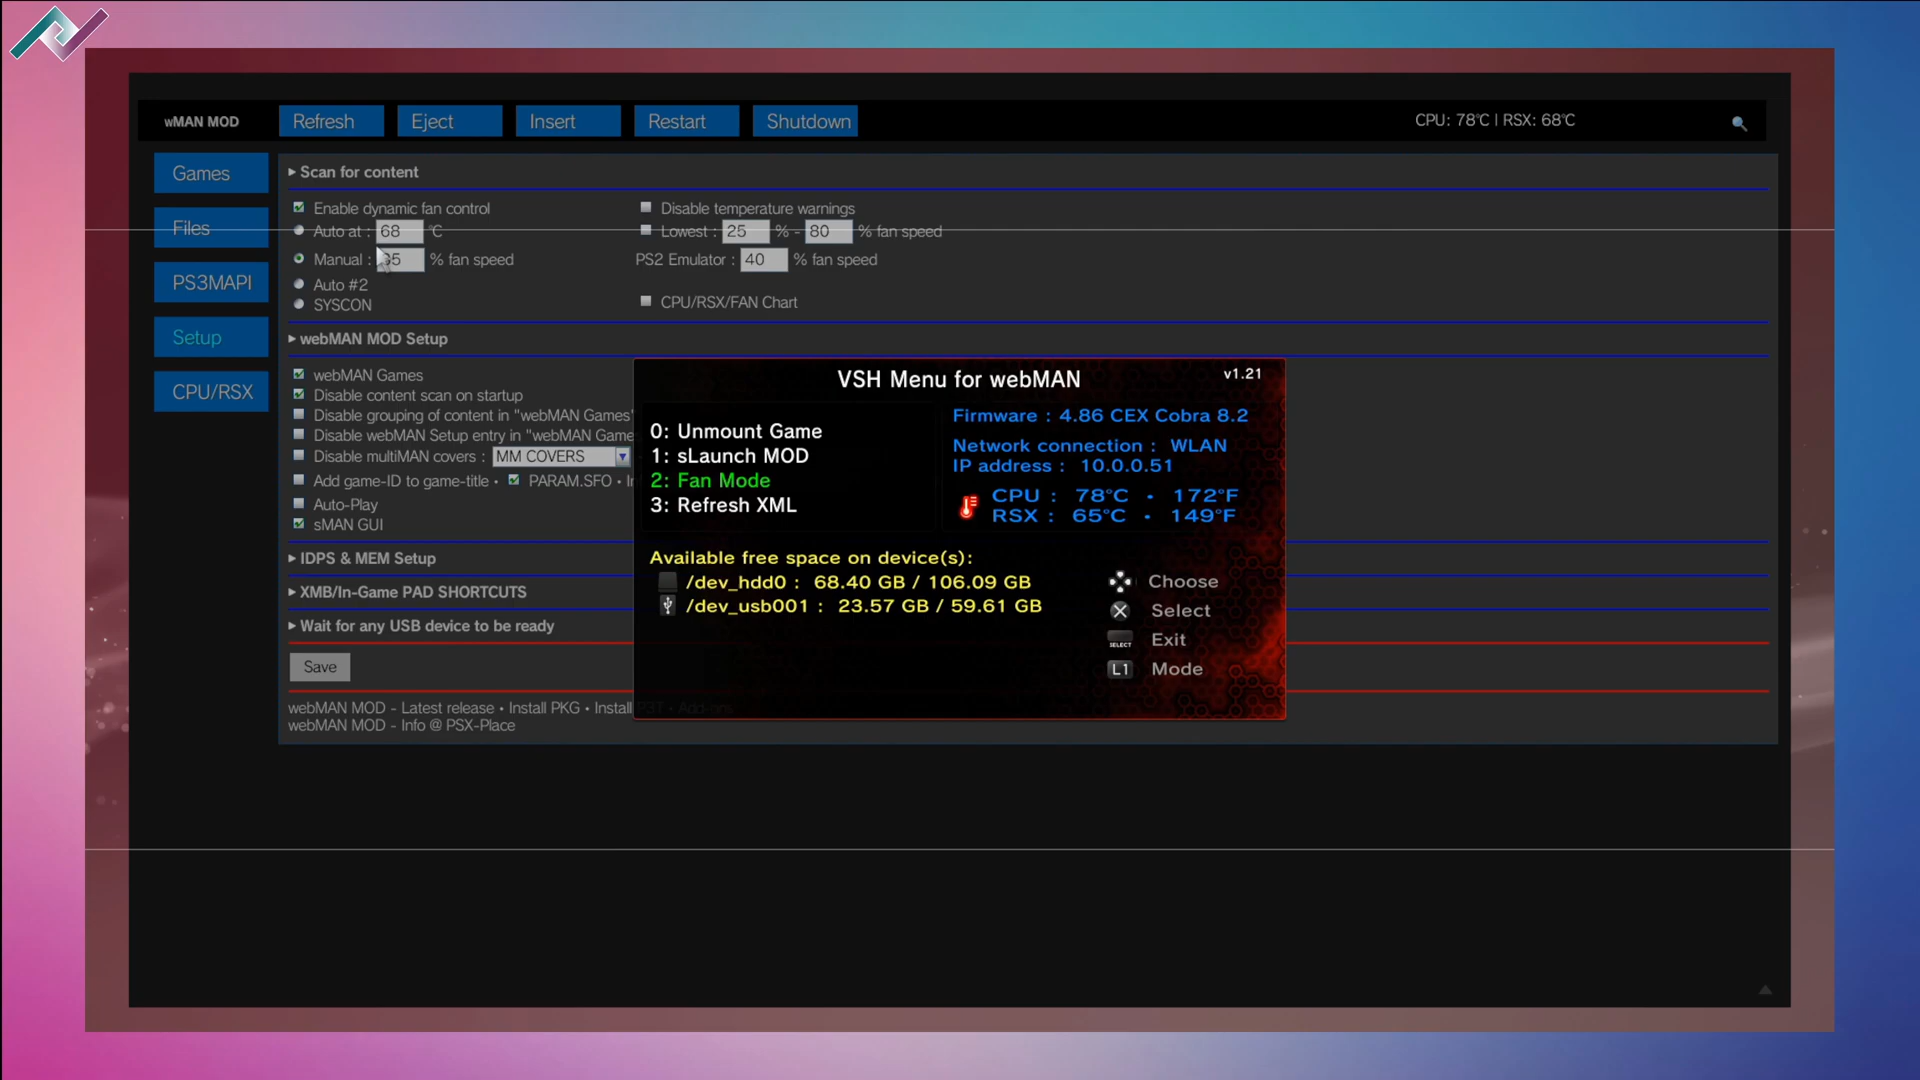 wMAN MOD
Refresh
Eject
Insert
Restart
Shutdown
CPU: 78°C | RSX: 68°C
Games
Files
PS3MAPI
Setup
CPU/RSX
Scan for content
Enable dynamic fan control
Disable temperature warnings
Auto at : 68 °C
Lowest : 25 % - 80 % fan speed
Manual : 35 % fan speed
PS2 Emulator : 40 % fan speed
Auto #2
SYSCON
CPU/RSX/FAN Chart
webMAN MOD Setup
webMAN Games
Disable content scan on startup
Disable grouping of content in "webMAN Games"
Disable webMAN Setup entry in "webMAN Game
Disable multiMAN covers : MM COVERS
Add game-ID to game-title • PARAM.SFO •
Auto-Play
sMAN GUI
IDPS & MEM Setup
XMB/In-Game PAD SHORTCUTS
Wait for any USB device to be ready
Save
webMAN MOD - Latest release • Install PKG • Install P3T • Add-ons
webMAN MOD - Info @ PSX-Place
VSH Menu for webMAN
v1.21
0: Unmount Game
1: sLaunch MOD
2: Fan Mode
3: Refresh XML
Firmware : 4.86 CEX Cobra 8.2
Network connection : WLAN
IP address : 10.0.0.51
CPU : 78°C • 172°F
RSX : 65°C • 149°F
Available free space on device(s):
/dev_hdd0 : 68.40 GB / 106.09 GB
/dev_usb001 : 23.57 GB / 59.61 GB
Choose
Select
SELECT Exit
L1 Mode